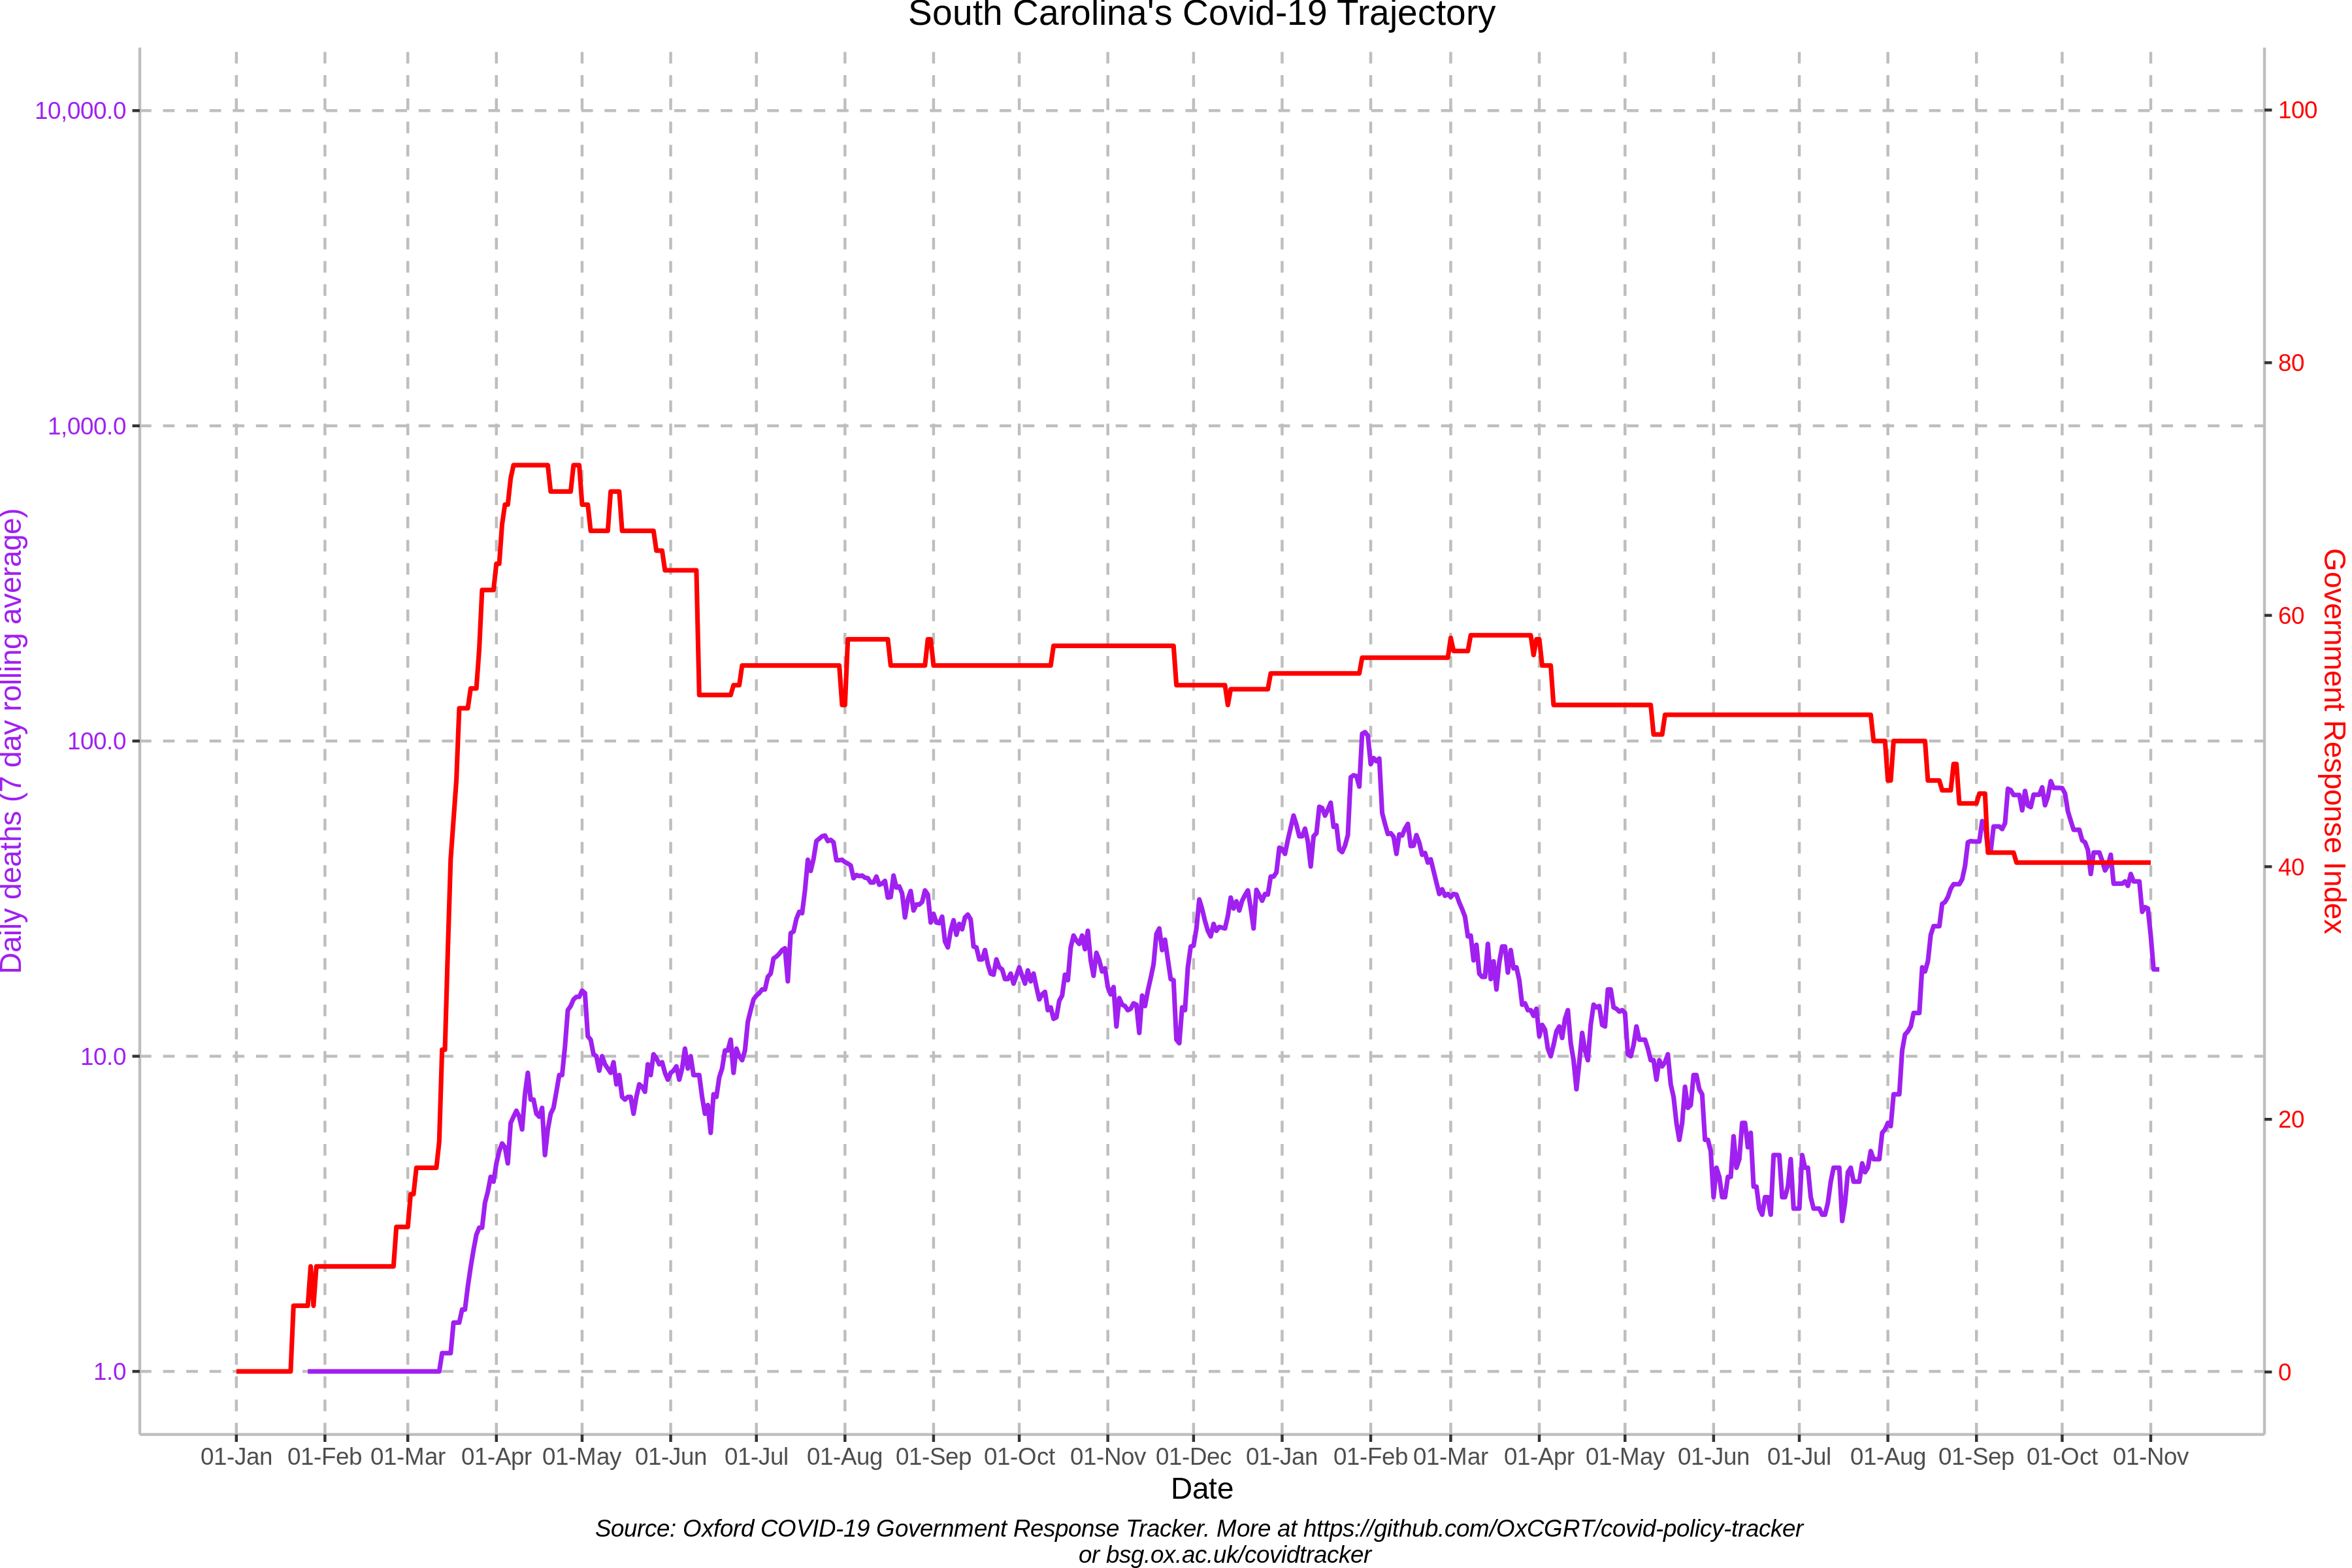 South Carolina's Covid-19 Trajectory
10,000.0
1,000.0
100.0
10.0
1.0
Daily deaths (7 day rolling average)
100
80
60
40
20
0
Government Response Index
01-Jan 01-Feb 01-Mar 01-Apr 01-May 01-Jun 01-Jul 01-Aug 01-Sep 01-Oct 01-Nov 01-Dec 01-Jan 01-Feb 01-Mar 01-Apr 01-May 01-Jun 01-Jul 01-Aug 01-Sep 01-Oct 01-Nov
Date
Source: Oxford COVID-19 Government Response Tracker. More at https://github.com/OxCGRT/covid-policy-tracker
or bsg.ox.ac.uk/covidtracker